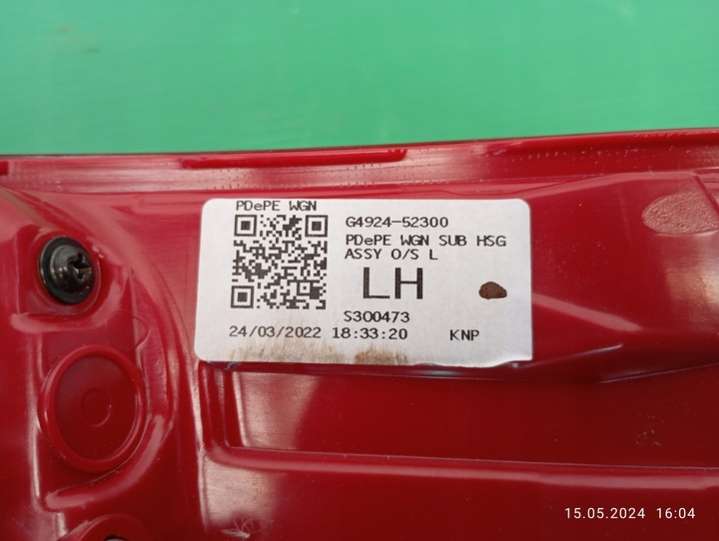 PDePE WGN
G4924-52300
PDePE WGN SUB HSG
ASSY O/S L
LH
S300473
24/03/2022 18:33:20 KNP
15.05.2024 16:04